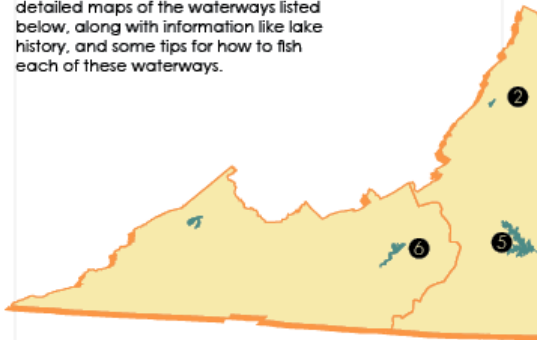 detailed maps of the waterways listed
below, along with information like lake
history, and some tips for how to fish
each of these waterways.
2
6
5